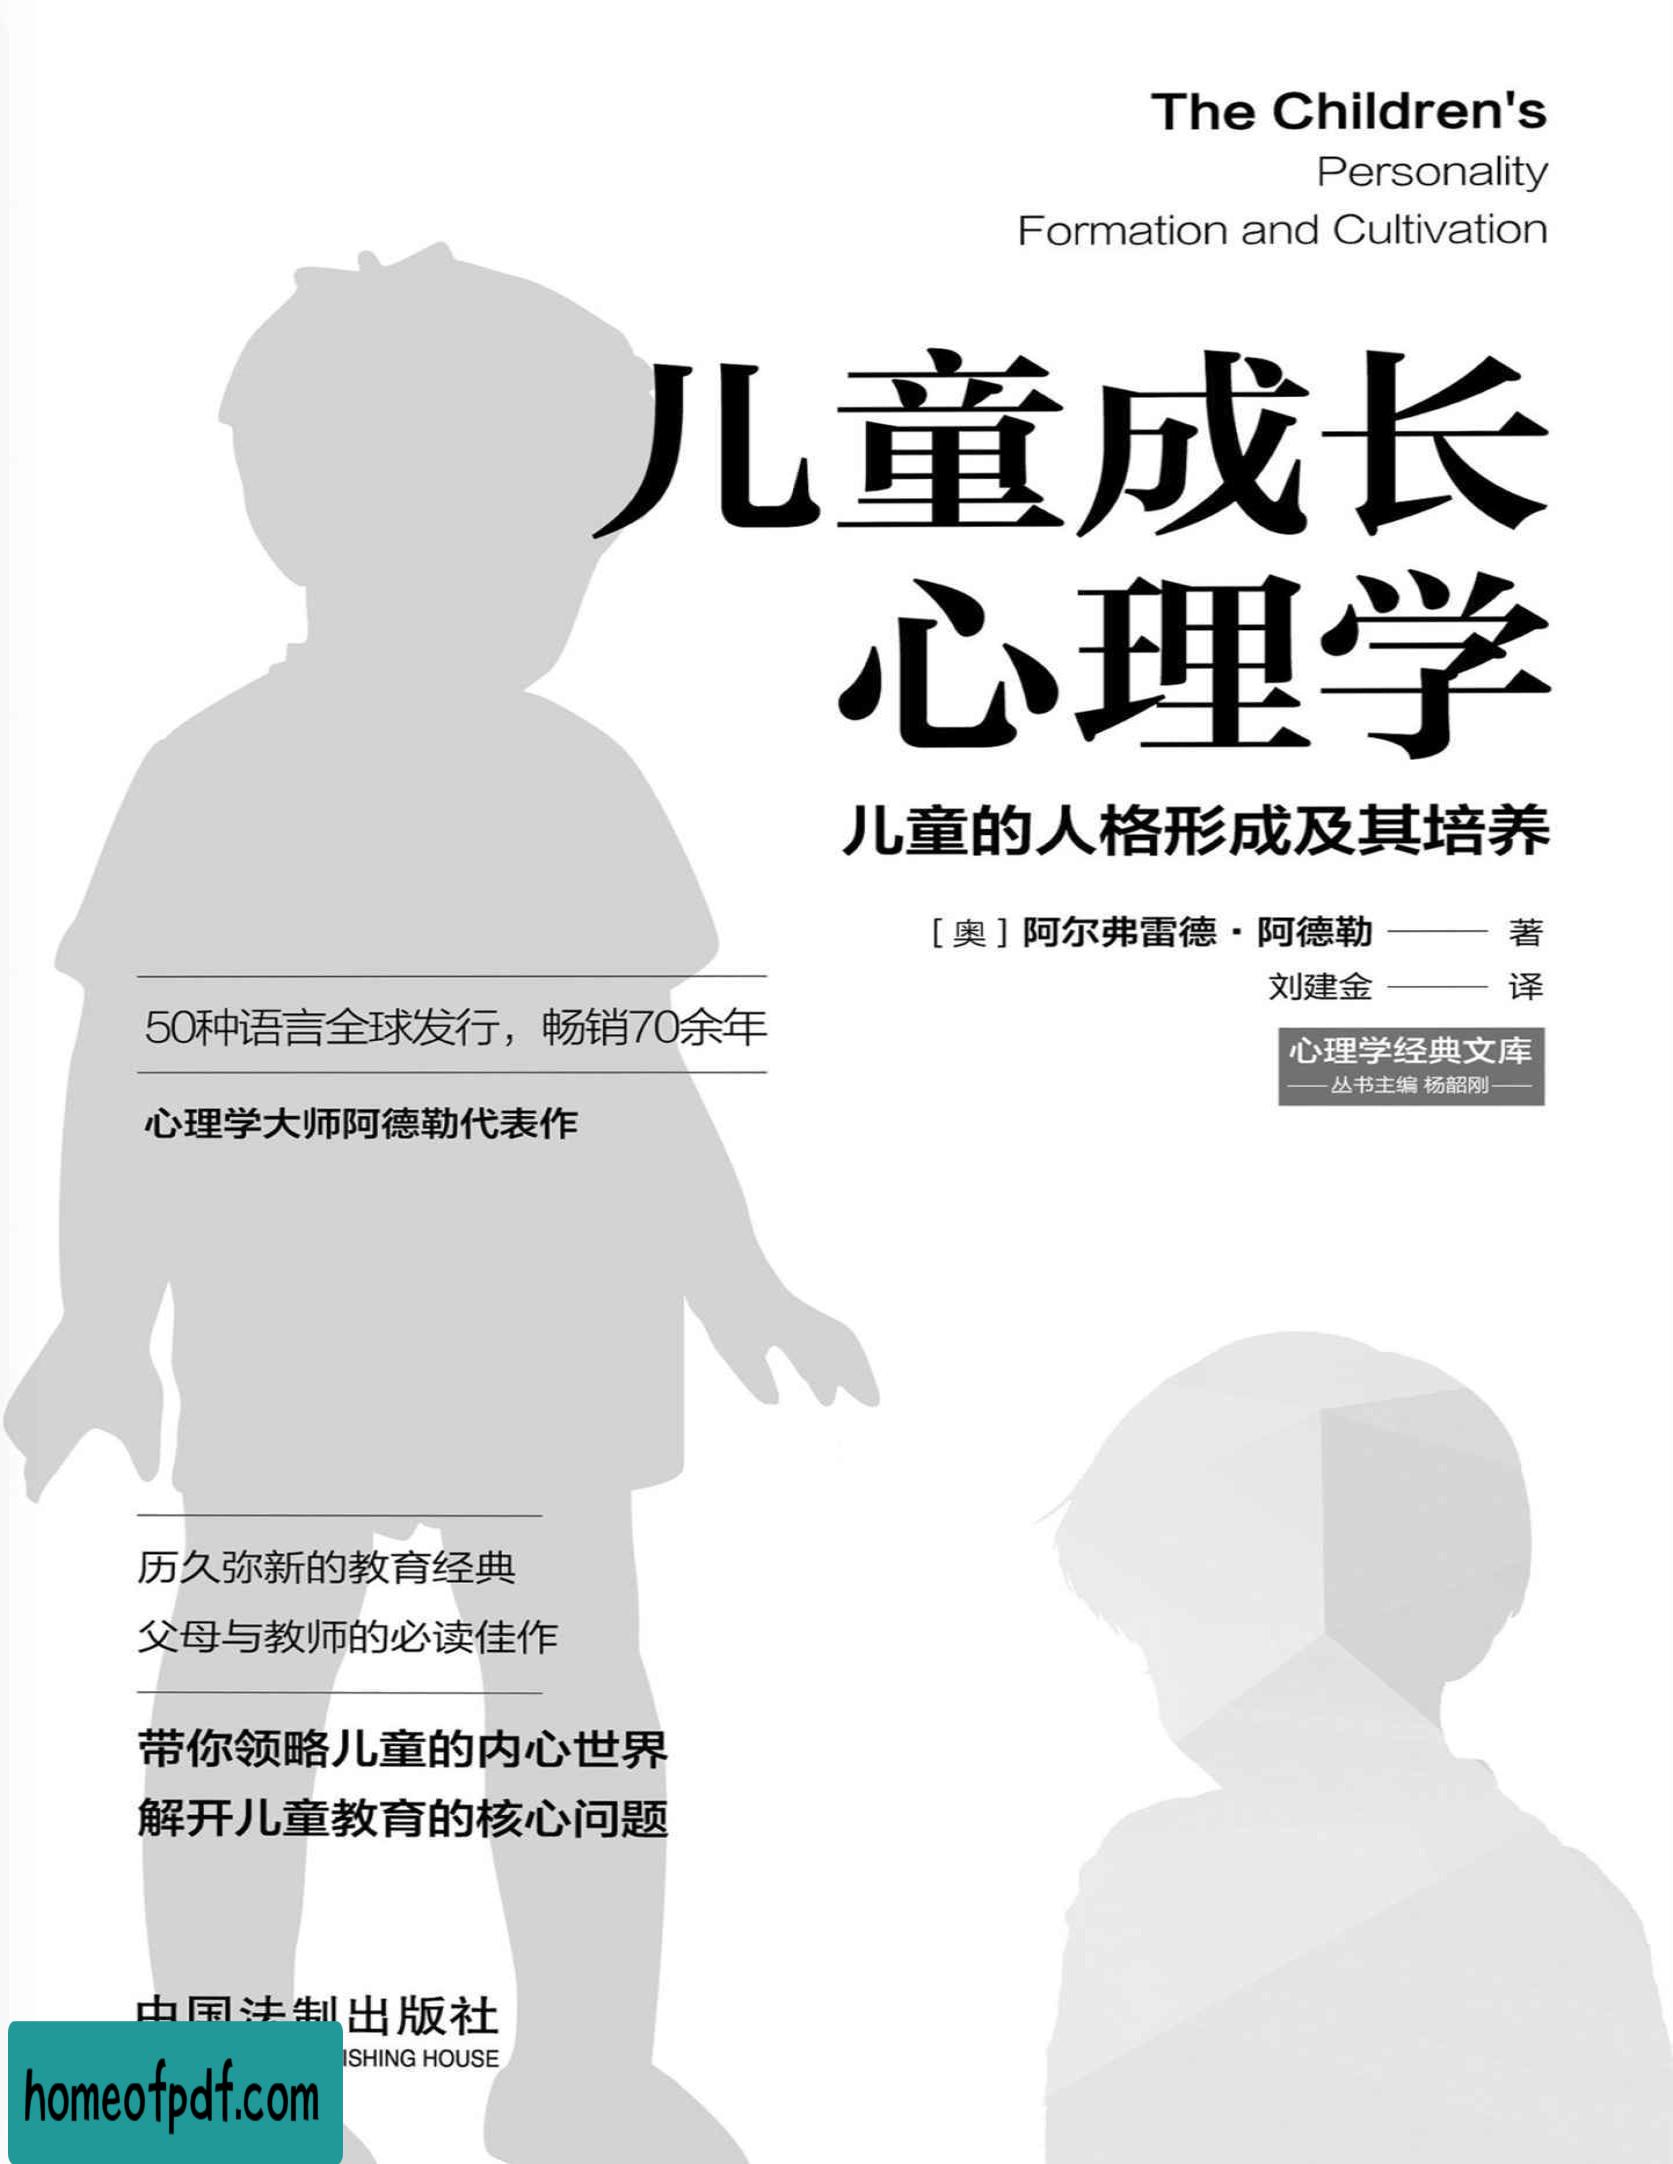 The Children's
Personality
Formation and Cultivation
儿童成长
心理学
儿童的人格形成及其培养
[奥]阿尔弗雷德·阿德勒——著
刘建金——译
心理学经典文库
——丛书主编 杨韶刚——
50种语言全球发行，畅销70余年
心理学大师阿德勒代表作
历久弥新的教育经典
父母与教师的必读佳作
带你领略儿童的内心世界
解开儿童教育的核心问题
中国法制出版社
ISHING HOUSE
homeofpdf.com